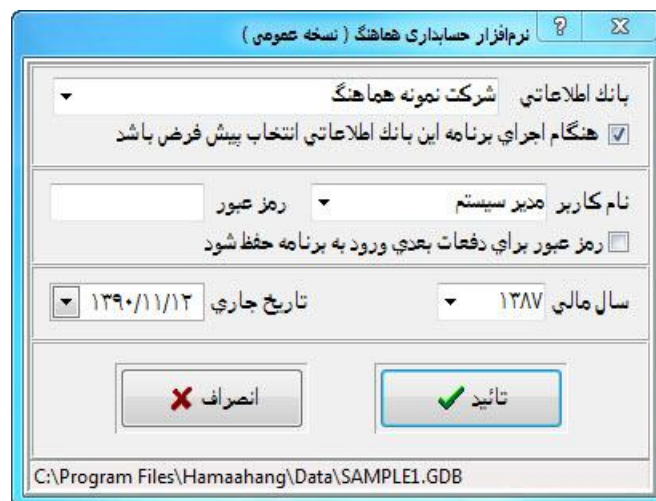 نرم‌افزار حسابداری هماهنگ ( نسخه عمومی )
بانك اطلاعاتي شركت نمونه هماهنگ
هنگام اجراي برنامه اين بانك اطلاعاتي انتخاب پيش فرض باشد
نام كاربر مدير سيستم رمز عبور
رمز عبور براي دفعات بعدي ورود به برنامه حفظ شود
سال مالي ۱۳۸۷ تاريخ جاري ۱۳۹۰/۱۱/۱۲
تائيد انصراف
C:\Program Files\Hamaahang\Data\SAMPLE1.GDB